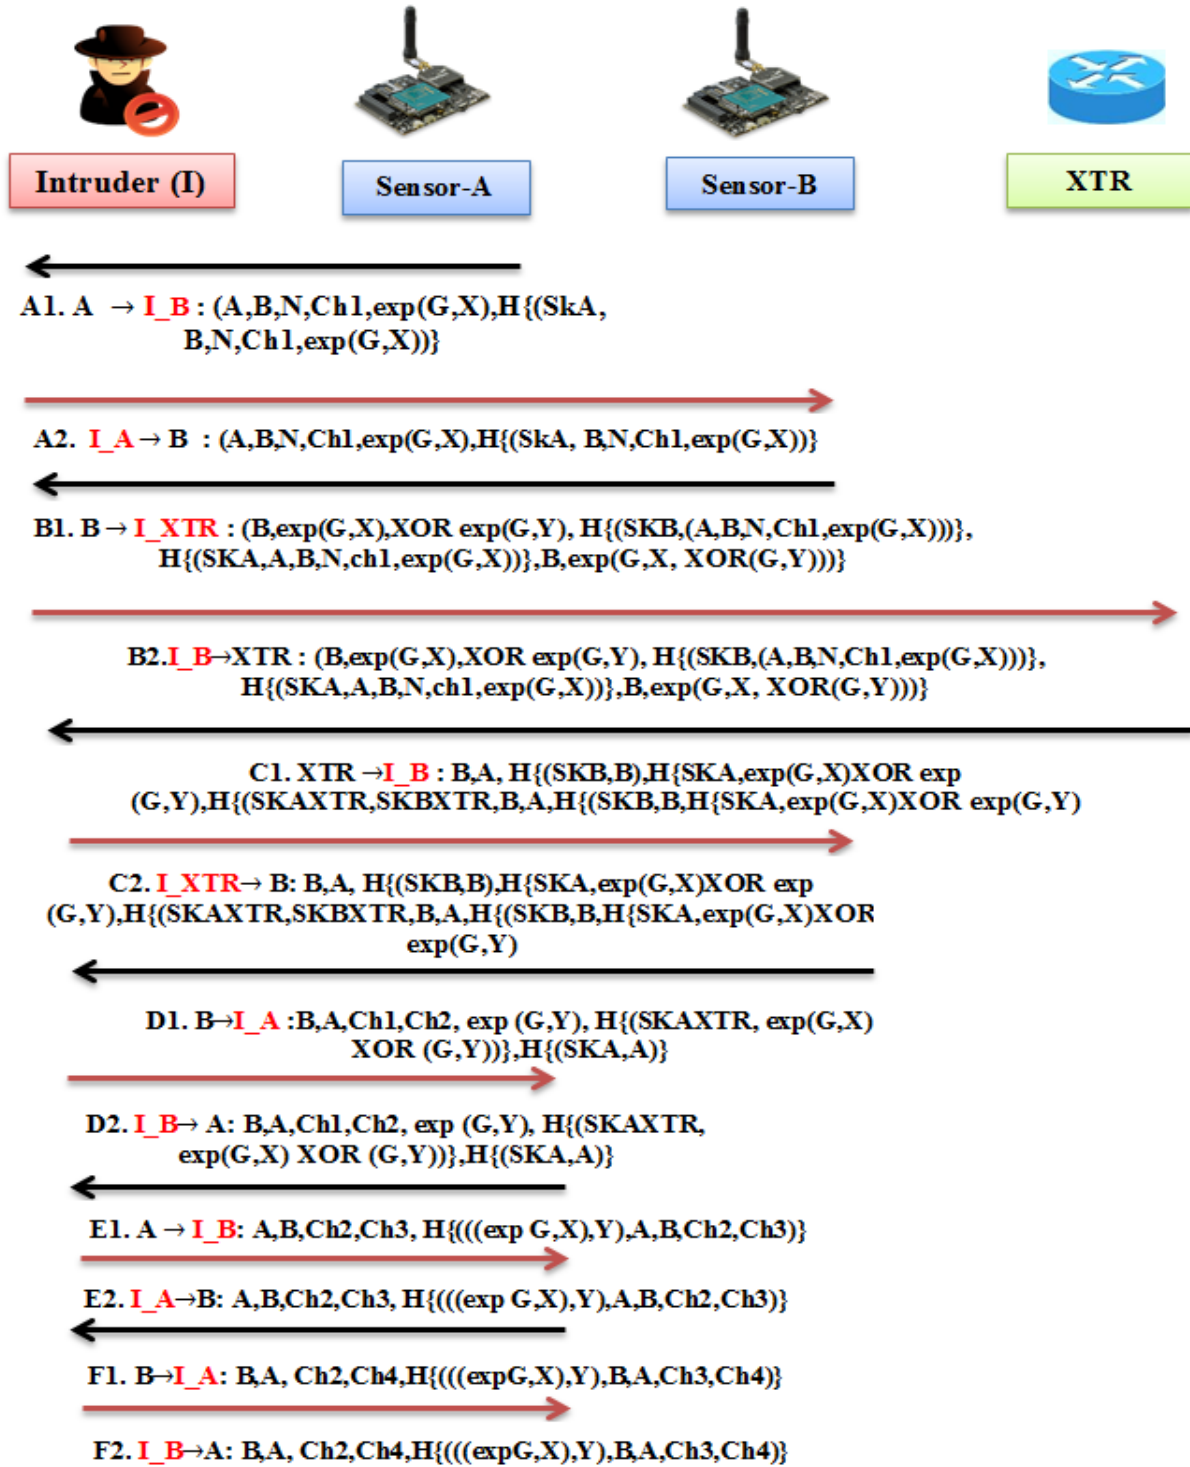 Intruder (I)
Sensor-A
Sensor-B
XTR
A1. A → I_B : (A,B,N,Ch1,exp(G,X),H{(SkA,
B,N,Ch1,exp(G,X))}
A2. I_A → B : (A,B,N,Ch1,exp(G,X),H{(SkA, B,N,Ch1,exp(G,X))}
B1. B → I_XTR : (B,exp(G,X),XOR exp(G,Y), H{(SKB,(A,B,N,Ch1,exp(G,X)))},
H{(SKA,A,B,N,ch1,exp(G,X))},B,exp(G,X, XOR(G,Y)))}
B2.I_B→XTR : (B,exp(G,X),XOR exp(G,Y), H{(SKB,(A,B,N,Ch1,exp(G,X)))},
H{(SKA,A,B,N,ch1,exp(G,X))},B,exp(G,X, XOR(G,Y)))}
C1. XTR →I_B : B,A, H{(SKB,B),H{SKA,exp(G,X)XOR exp
(G,Y),H{(SKAXTR,SKBXTR,B,A,H{(SKB,B,H{SKA,exp(G,X)XOR exp(G,Y)
C2. I_XTR→ B: B,A, H{(SKB,B),H{SKA,exp(G,X)XOR exp
(G,Y),H{(SKAXTR,SKBXTR,B,A,H{(SKB,B,H{SKA,exp(G,X)XOR
exp(G,Y)
D1. B→I_A :B,A,Ch1,Ch2, exp (G,Y), H{(SKAXTR, exp(G,X)
XOR (G,Y))},H{(SKA,A)}
D2. I_B→ A: B,A,Ch1,Ch2, exp (G,Y), H{(SKAXTR,
exp(G,X) XOR (G,Y))},H{(SKA,A)}
E1. A → I_B: A,B,Ch2,Ch3, H{(((exp G,X),Y),A,B,Ch2,Ch3)}
E2. I_A→B: A,B,Ch2,Ch3, H{(((exp G,X),Y),A,B,Ch2,Ch3)}
F1. B→I_A: B,A, Ch2,Ch4,H{(((expG,X),Y),B,A,Ch3,Ch4)}
F2. I_B→A: B,A, Ch2,Ch4,H{(((expG,X),Y),B,A,Ch3,Ch4)}